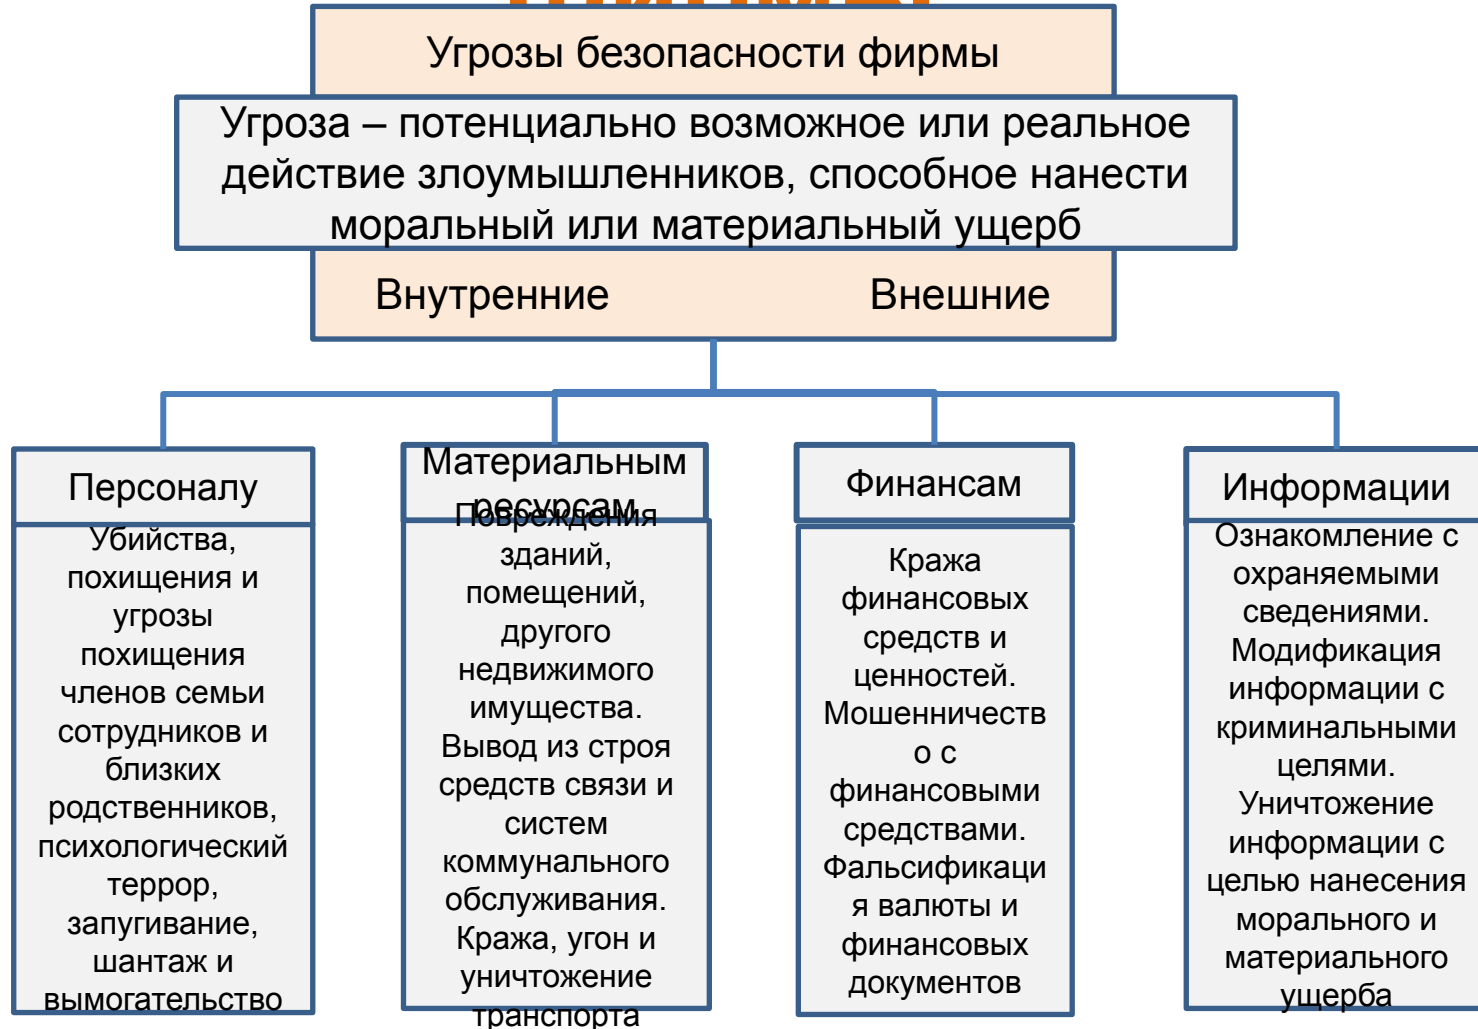 Угрозы безопасности фирмы
Угроза – потенциально возможное или реальное
действие злоумышленников, способное нанести
моральный или материальный ущерб
Внутренние
Внешние
Персоналу
Убийства,
похищения и
угрозы
похищения
членов семьи
сотрудников и
близких
родственников,
психологический
террор,
запугивание,
шантаж и
вымогательство
Материальным
ресурсам
Повреждения
зданий,
помещений,
другого
недвижимого
имущества.
Вывод из строя
средств связи и
систем
коммунального
обслуживания.
Кража, угон и
уничтожение
транспорта
Финансам
Кража
финансовых
средств и
ценностей.
Мошенничеств
о с
финансовыми
средствами.
Фальсификаци
я валюты и
финансовых
документов
Информации
Ознакомление с
охраняемыми
сведениями.
Модификация
информации с
криминальными
целями.
Уничтожение
информации с
целью нанесения
морального и
материального
ущерба